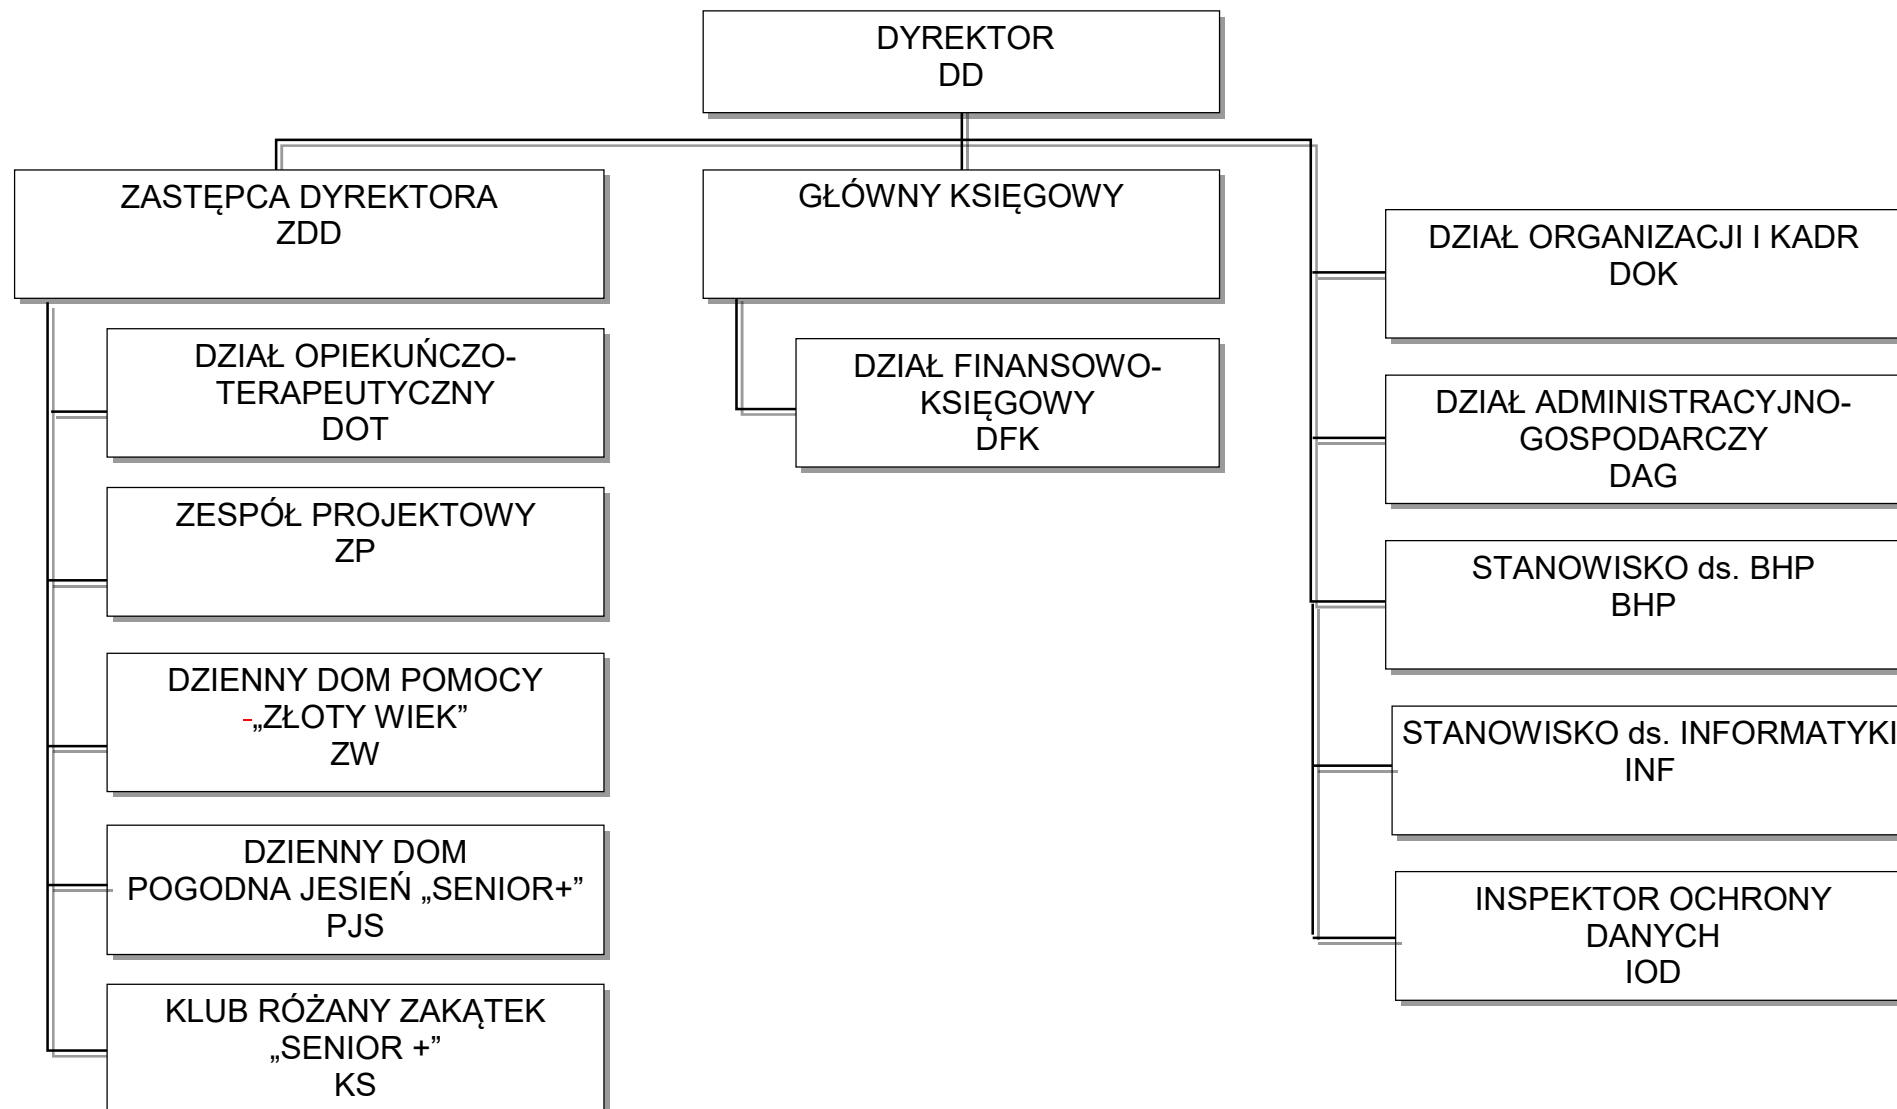 DYREKTOR
DD
ZASTĘPCA DYREKTORA
ZDD
DZIAŁ OPIEKUŃCZO-
TERAPEUTYCZNY
DOT
ZESPÓŁ PROJEKTOWY
ZP
DZIENNY DOM POMOCY
-„ZŁOTY WIEK”
ZW
DZIENNY DOM
POGODNA JESIEŃ „SENIOR+”
PJS
KLUB RÓŻANY ZAKĄTEK
„SENIOR +”
KS
GŁÓWNY KSIĘGOWY
DZIAŁ FINANSOWO-
KSIĘGOWY
DFK
DZIAŁ ORGANIZACJI I KADR
DOK
DZIAŁ ADMINISTRACYJNO-
GOSPODARCZY
DAG
STANOWISKO ds. BHP
BHP
STANOWISKO ds. INFORMATYKI
INF
INSPEKTOR OCHRONY
DANYCH
IOD